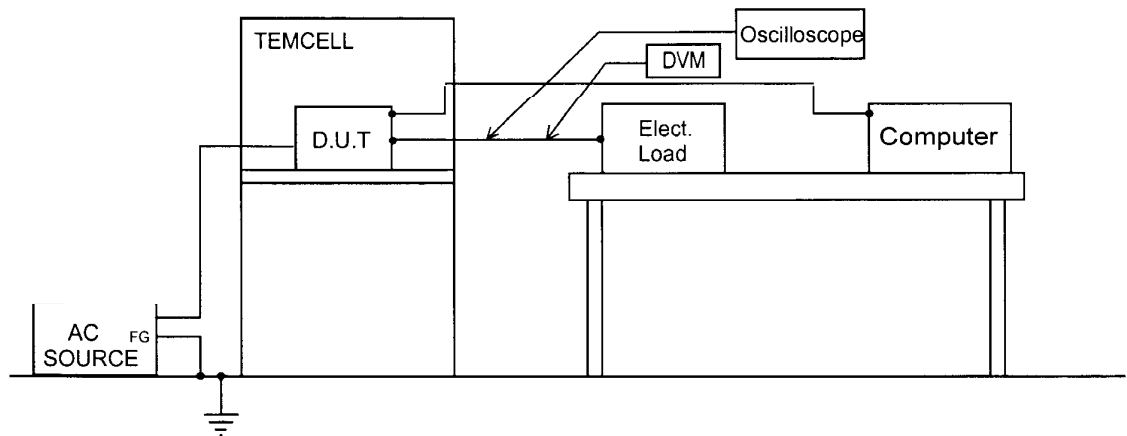 Oscilloscope
TEMCELL
DVM
D.U.T
Elect.
Load
Computer
AC
SOURCE
FG